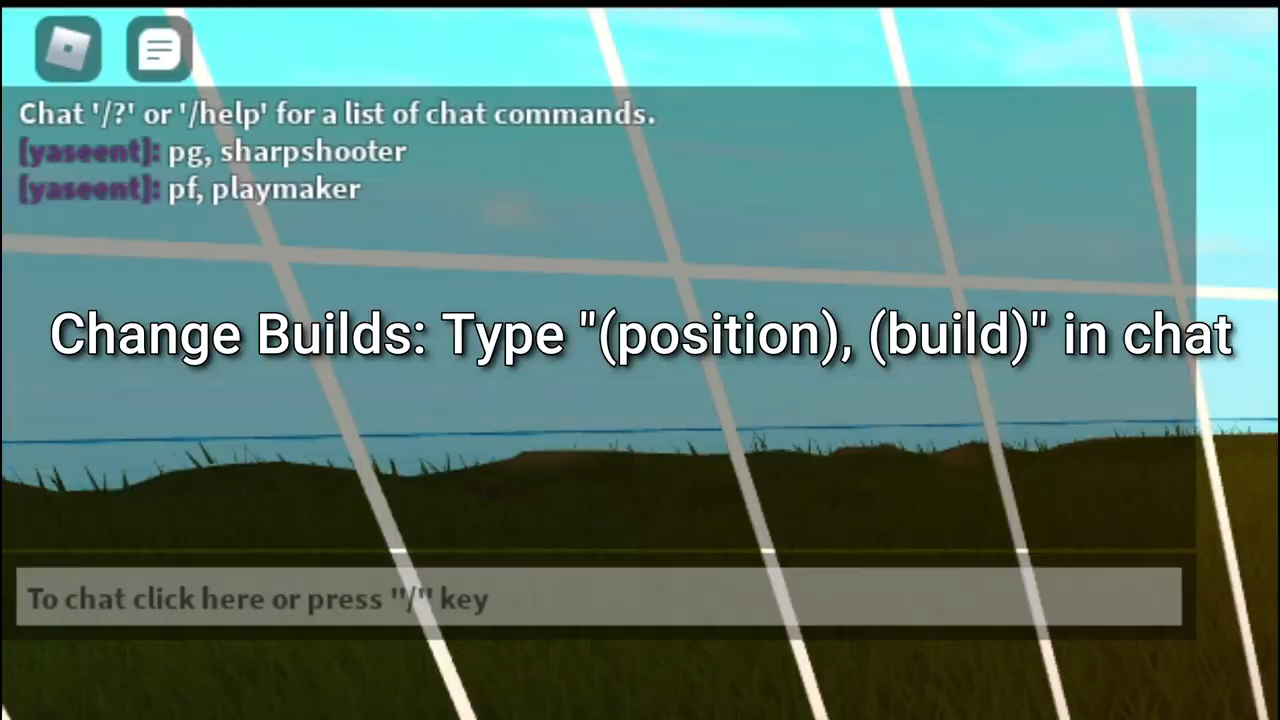 Chat '/?' or '/help' for a list of chat commands.
[yaseent]: pg, sharpshooter
[yaseent]: pf, playmaker
Change Builds: Type "(position), (build)" in chat
To chat click here or press "/" key